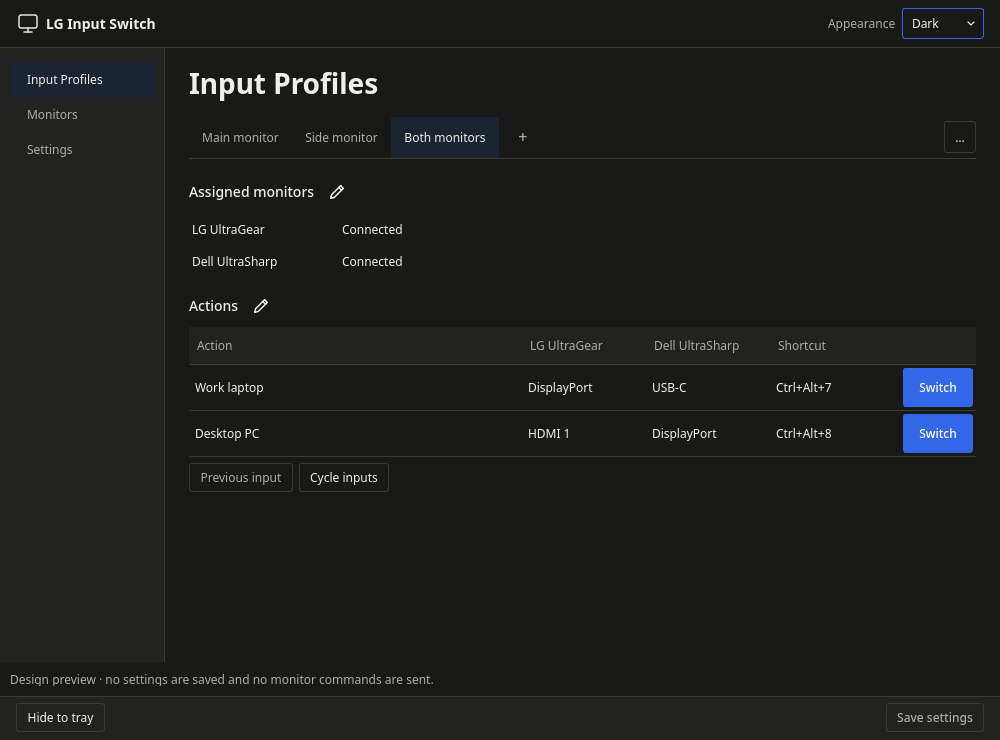 LG Input Switch
Appearance Dark
Input Profiles
Monitors
Settings
Input Profiles
Main monitor Side monitor Both monitors +
...
Assigned monitors
LG UltraGear Connected
Dell UltraSharp Connected
Actions
Action LG UltraGear Dell UltraSharp Shortcut
Work laptop DisplayPort USB-C Ctrl+Alt+7 Switch
Desktop PC HDMI 1 DisplayPort Ctrl+Alt+8 Switch
Previous input Cycle inputs
Design preview · no settings are saved and no monitor commands are sent.
Hide to tray Save settings